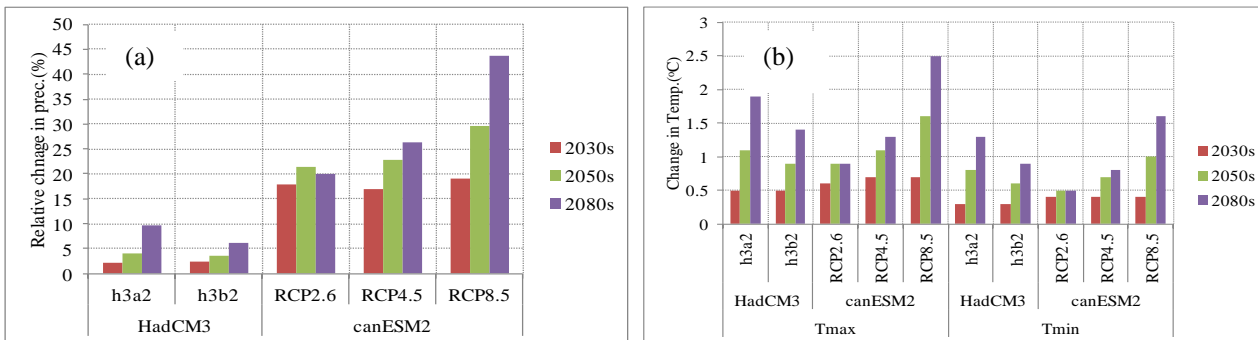 (a)
Relative chnage in prec.(%)
50
45
40
35
30
25
20
15
10
5
0
h3a2 h3b2 RCP2.6 RCP4.5 RCP8.5
HadCM3 canESM2
2030s
2050s
2080s
(b)
Change in Temp.(°C)
3
2.5
2
1.5
1
0.5
0
h3a2 h3b2 RCP2.6 RCP4.5 RCP8.5 h3a2 h3b2 RCP2.6 RCP4.5 RCP8.5
HadCM3 canESM2 HadCM3 canESM2
Tmax Tmin
2030s
2050s
2080s